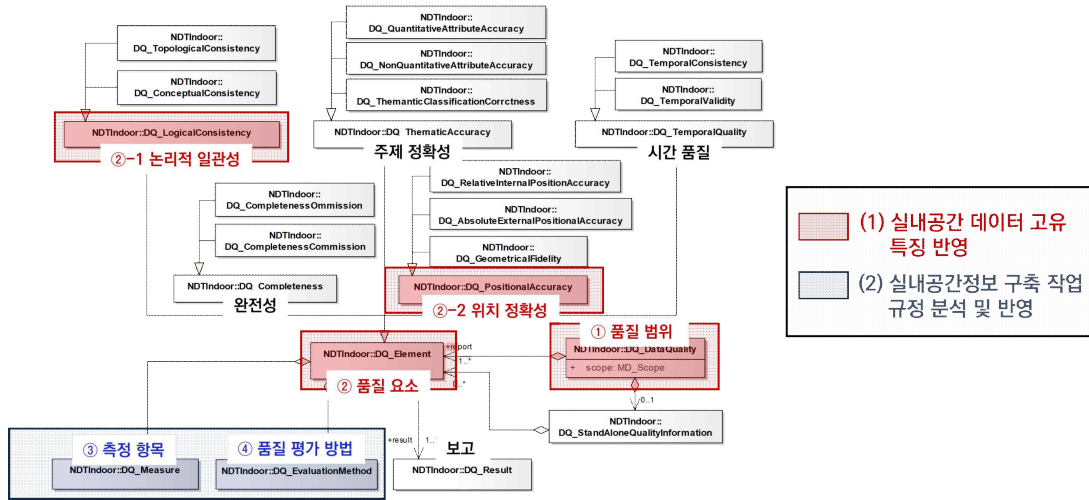 NDTIndoor::
DQ_TopologicalConsistency
NDTIndoor::
DQ_ConceptualConsistency
NDTIndoor::DQ_LogicalConsistency
②-1 논리적 일관성
NDTIndoor::
DQ_QuantitativeAttributeAccuracy
NDTIndoor::
DQ_NonQuantitativeAttributeAccuracy
NDTIndoor::
DQ_ThemanticClassificationCorrctness
NDTIndoor::DQ_ThematicAccuracy
주제 정확성
NDTIndoor::
DQ_TemporalConsistency
NDTIndoor::
DQ_TemporalValidity
NDTIndoor::DQ_TemporalQuality
시간 품질
NDTIndoor::
DQ_CompletenessOmmission
NDTIndoor::
DQ_CompletenessCommission
NDTIndoor::DQ_Completeness
완전성
NDTIndoor::
DQ_RelativeInternalPositionAccuracy
NDTIndoor::
DQ_AbsoluteExternalPositionalAccuracy
NDTIndoor::
DQ_GeometricalFidelity
NDTIndoor::DQ_PositionalAccuracy
②-2 위치 정확성
(1) 실내공간 데이터 고유
특징 반영
(2) 실내공간정보 구축 작업
규정 분석 및 반영
① 품질 범위
NDTIndoor::DQ_DataQuality
+ scope: MD_Scope
+report
1..*
0..*
NDTIndoor::DQ_Element
② 품질 요소
0..1
NDTIndoor::
DQ_StandAloneQualityInformation
③ 측정 항목
NDTIndoor::DQ_Measure
④ 품질 평가 방법
NDTIndoor::DQ_EvaluationMethod
+result
보고
NDTIndoor::DQ_Result